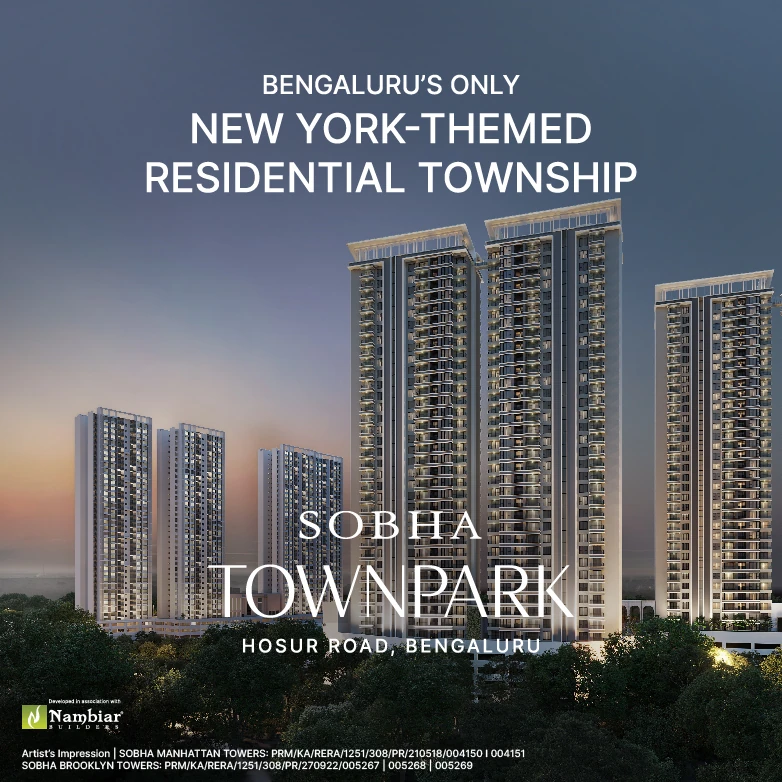 BENGALURU'S ONLY
NEW YORK-THEMED
RESIDENTIAL TOWNSHIP
SOBHA
TOWNPARK
HOSUR ROAD, BENGALURU
Developed in association with
Nambiar®
BUILDERS
Artist's Impression | SOBHA MANHATTAN TOWERS: PRM/KA/RERA/1251/308/PR/210518/004150 I 004151
SOBHA BROOKLYN TOWERS: PRM/KA/RERA/1251/308/PR/270922/005267 | 005268 | 005269